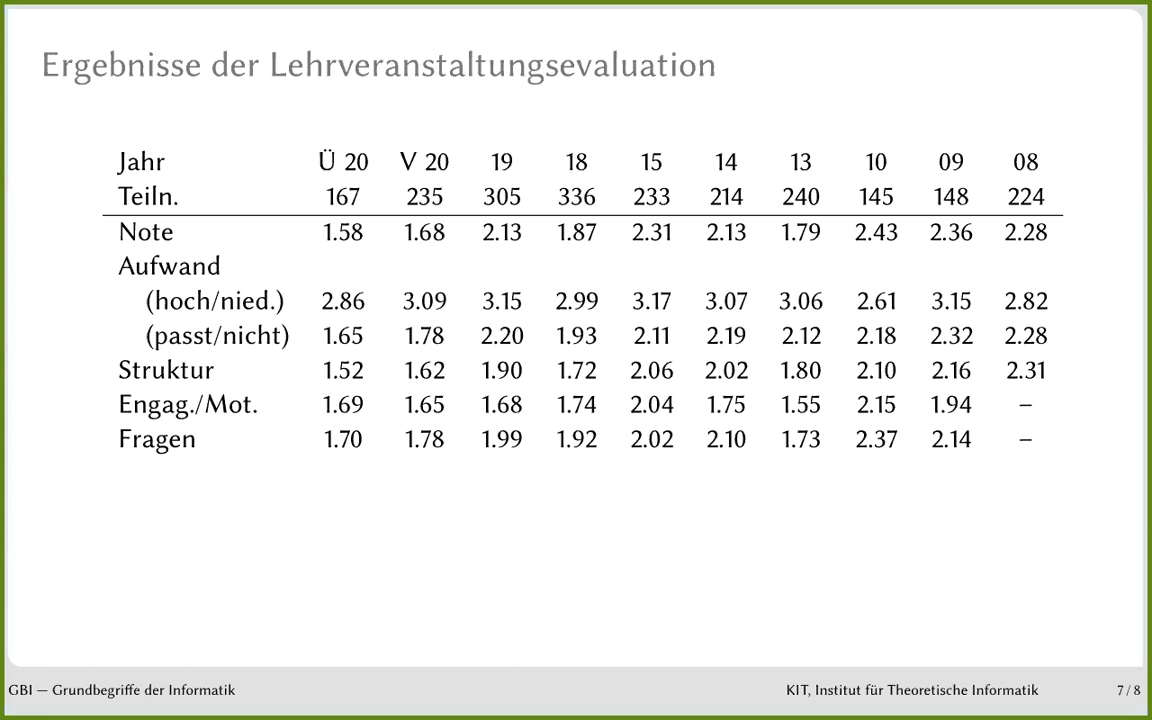 Ergebnisse der Lehrveranstaltungsevaluation
Jahr Ü 20 V 20 19 18 15 14 13 10 09 08
Teiln. 167 235 305 336 233 214 240 145 148 224
Note 1.58 1.68 2.13 1.87 2.31 2.13 1.79 2.43 2.36 2.28
Aufwand
(hoch/nied.) 2.86 3.09 3.15 2.99 3.17 3.07 3.06 2.61 3.15 2.82
(passt/nicht) 1.65 1.78 2.20 1.93 2.11 2.19 2.12 2.18 2.32 2.28
Struktur 1.52 1.62 1.90 1.72 2.06 2.02 1.80 2.10 2.16 2.31
Engag./Mot. 1.69 1.65 1.68 1.74 2.04 1.75 1.55 2.15 1.94 –
Fragen 1.70 1.78 1.99 1.92 2.02 2.10 1.73 2.37 2.14 –
GBI — Grundbegriffe der Informatik KIT, Institut für Theoretische Informatik 7 / 8